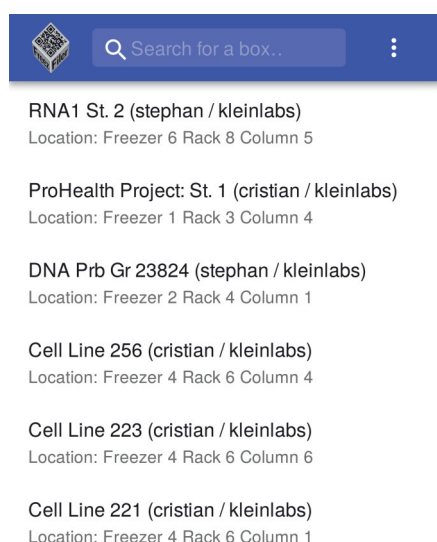 Search for a box..
RNA1 St. 2 (stephan / kleinlabs)
Location: Freezer 6 Rack 8 Column 5
ProHealth Project: St. 1 (cristian / kleinlabs)
Location: Freezer 1 Rack 3 Column 4
DNA Prb Gr 23824 (stephan / kleinlabs)
Location: Freezer 2 Rack 4 Column 1
Cell Line 256 (cristian / kleinlabs)
Location: Freezer 4 Rack 6 Column 4
Cell Line 223 (cristian / kleinlabs)
Location: Freezer 4 Rack 6 Column 6
Cell Line 221 (cristian / kleinlabs)
Location: Freezer 4 Rack 6 Column 1